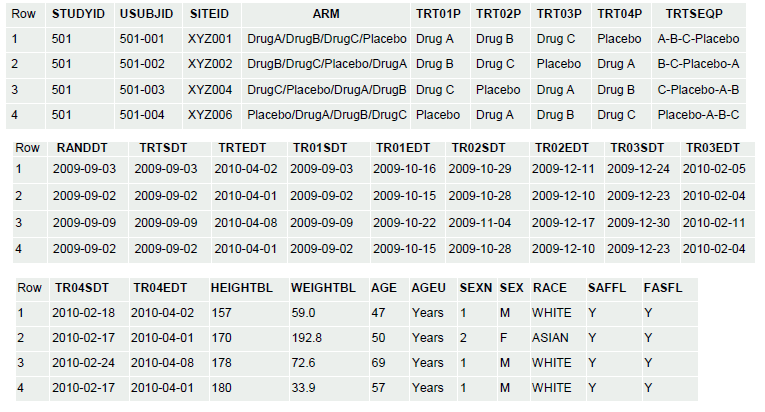 Row STUDYID USUBJID SITEID ARM TRT01P TRT02P TRT03P TRT04P TRTSEQP
1 501 501-001 XYZ001 DrugA/DrugB/DrugC/Placebo Drug A Drug B Drug C Placebo A-B-C-Placebo
2 501 501-002 XYZ002 DrugB/DrugC/Placebo/DrugA Drug B Drug C Placebo Drug A B-C-Placebo-A
3 501 501-003 XYZ004 DrugC/Placebo/DrugA/DrugB Drug C Placebo Drug A Drug B C-Placebo-A-B
4 501 501-004 XYZ006 Placebo/DrugA/DrugB/DrugC Placebo Drug A Drug B Drug C Placebo-A-B-C
Row RANDDT TRTSDT TRTEDT TR01SDT TR01EDT TR02SDT TR02EDT TR03SDT TR03EDT
1 2009-09-03 2009-09-03 2010-04-02 2009-09-03 2009-10-16 2009-10-29 2009-12-11 2009-12-24 2010-02-05
2 2009-09-02 2009-09-02 2010-04-01 2009-09-02 2009-10-15 2009-10-28 2009-12-10 2009-12-23 2010-02-04
3 2009-09-09 2009-09-09 2010-04-08 2009-09-09 2009-10-22 2009-11-04 2009-12-17 2009-12-30 2010-02-11
4 2009-09-02 2009-09-02 2010-04-01 2009-09-02 2009-10-15 2009-10-28 2009-12-10 2009-12-23 2010-02-04
Row TR04SDT TR04EDT HEIGHTBL WEIGHTBL AGE AGEU SEXN SEX RACE SAFFL FASFL
1 2010-02-18 2010-04-02 157 59.0 47 Years 1 M WHITE Y Y
2 2010-02-17 2010-04-01 170 192.8 50 Years 2 F ASIAN Y Y
3 2010-02-24 2010-04-08 178 72.6 69 Years 1 M WHITE Y Y
4 2010-02-17 2010-04-01 180 33.9 57 Years 1 M WHITE Y Y